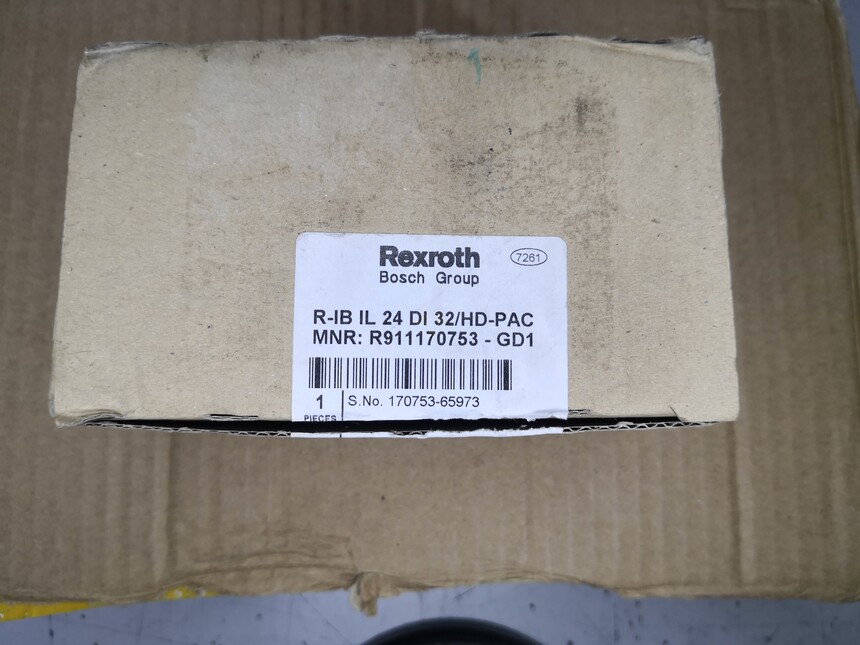 Rexroth 7261
Bosch Group
R-IB IL 24 DI 32/HD-PAC
MNR: R911170753 - GD1
1 S.No. 170753-65973
PIECES